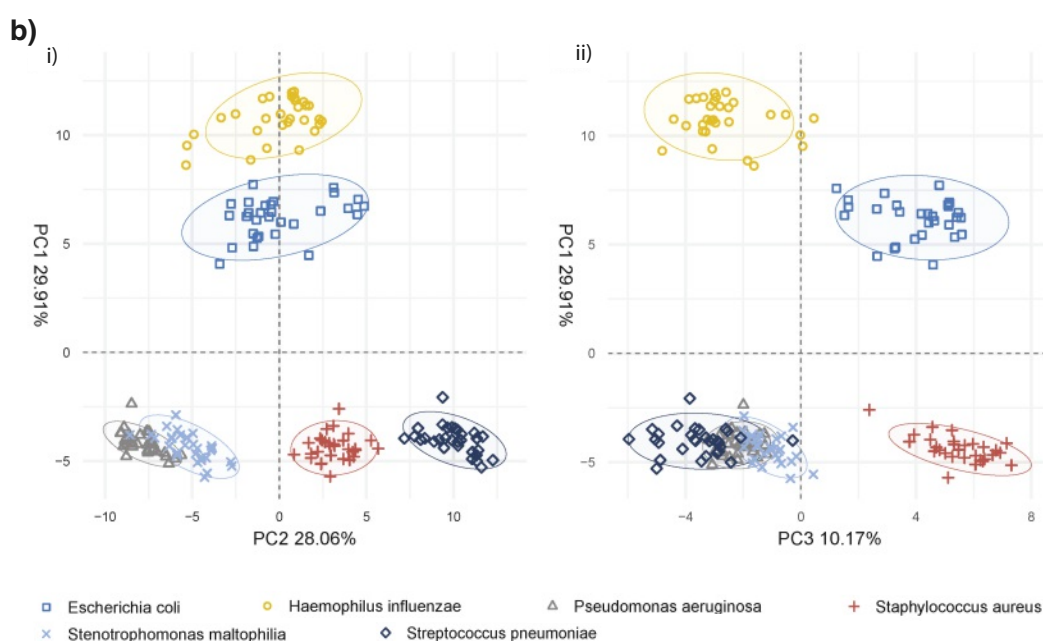 b)
i)
ii)
10
5
0
−5
PC1 29.91%
−10 −5 0 5 10
PC2 28.06%
10
5
0
−5
PC1 29.91%
−4 0 4 8
PC3 10.17%
Escherichia coli Haemophilus influenzae Pseudomonas aeruginosa Staphylococcus aureus
Stenotrophomonas maltophilia Streptococcus pneumoniae